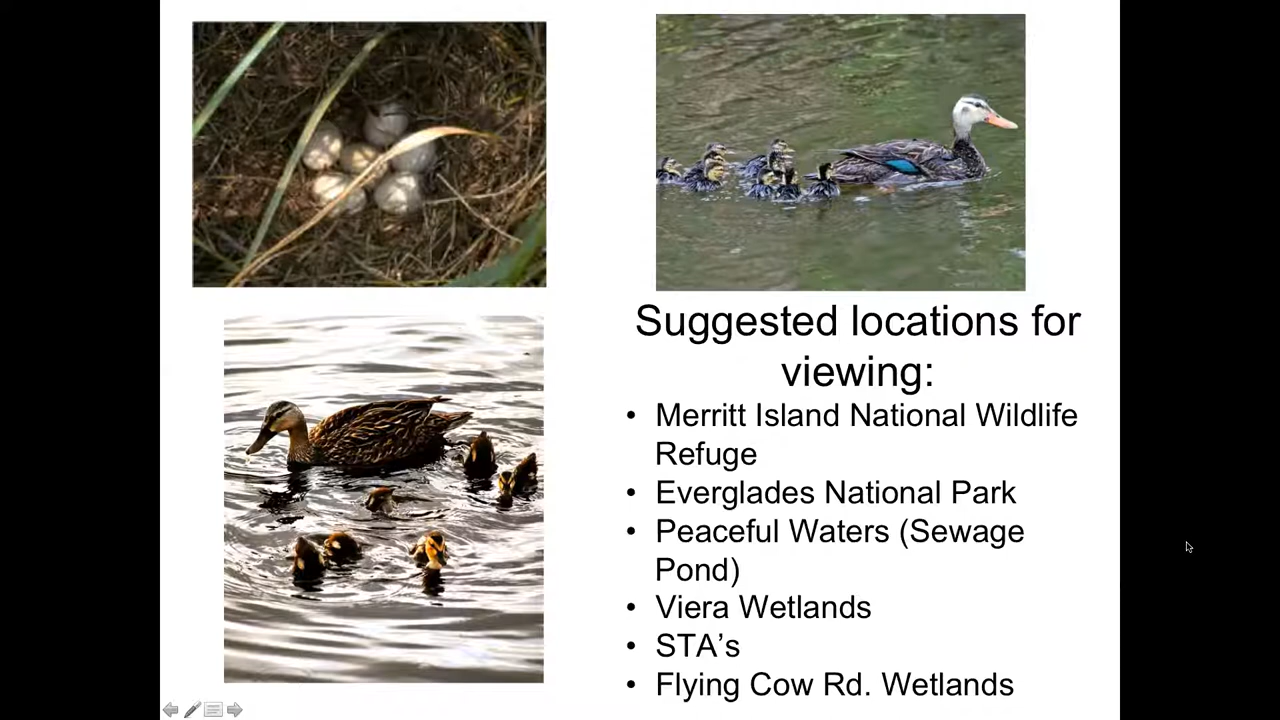 Suggested locations for
viewing:
• Merritt Island National Wildlife
Refuge
• Everglades National Park
• Peaceful Waters (Sewage
Pond)
• Viera Wetlands
• STA’s
• Flying Cow Rd. Wetlands